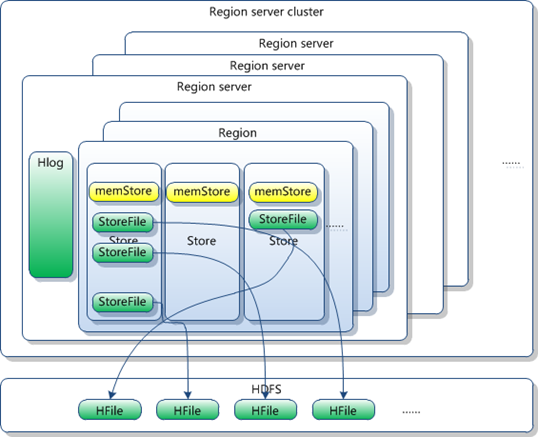 Region server cluster
Region server
Region server
Region server
Region
Hlog
memStore
memStore
memStore
StoreFile
StoreFile
Store
Store
Store
StoreFile
StoreFile
......
......
HDFS
HFile
HFile
HFile
HFile
......